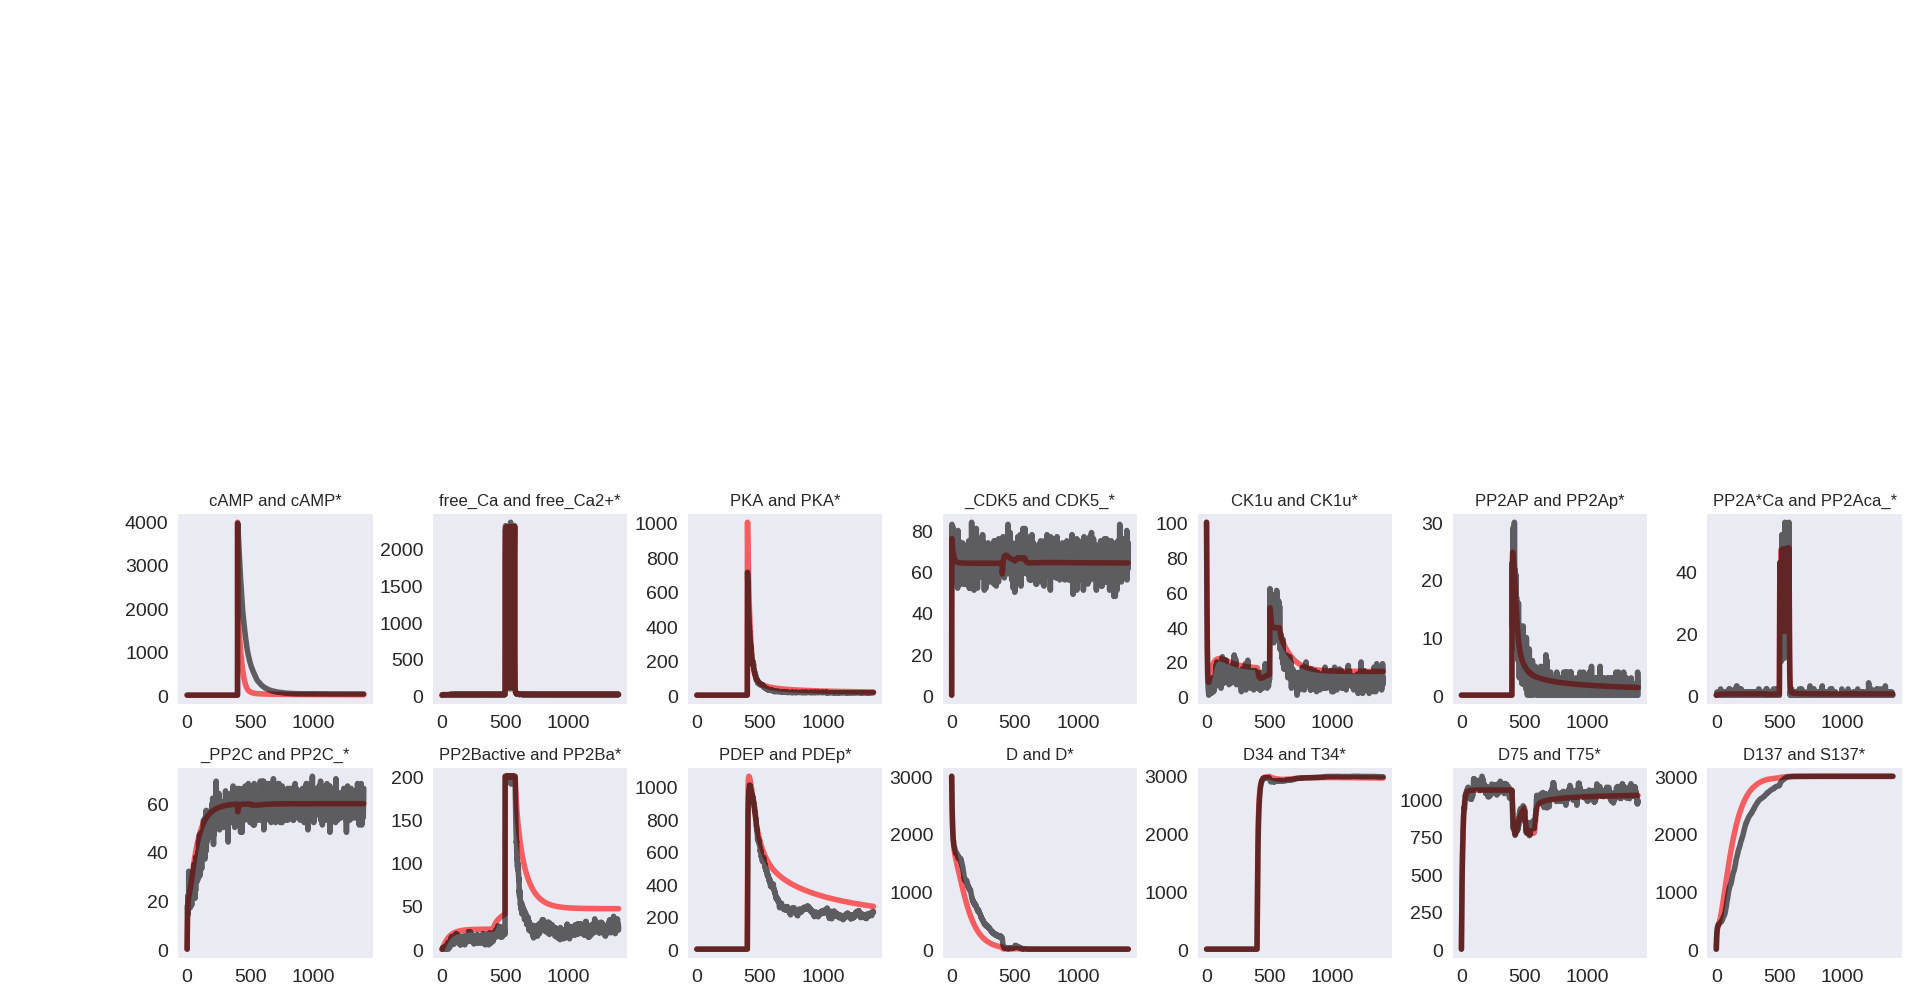 cAMP and cAMP*
free_Ca and free_Ca2+*
PKA and PKA*
_CDK5 and CDK5_*
CK1u and CK1u*
PP2AP and PP2Ap*
PP2A*Ca and PP2Aca_*
4000
3000
2000
1000
0
0 500 1000
2000
1500
1000
500
0
0 500 1000
1000
800
600
400
200
0
0 500 1000
80
60
40
20
0
0 500 1000
100
80
60
40
20
0
0 500 1000
30
20
10
0
0 500 1000
40
20
0
0 500 1000
_PP2C and PP2C_*
PP2Bactive and PP2Ba*
PDEP and PDEp*
D and D*
D34 and T34*
D75 and T75*
D137 and S137*
60
40
20
0
0 500 1000
200
150
100
50
0
0 500 1000
1000
800
600
400
200
0
0 500 1000
3000
2000
1000
0
0 500 1000
3000
2000
1000
0
0 500 1000
1000
750
500
250
0
0 500 1000
3000
2000
1000
0
0 500 1000